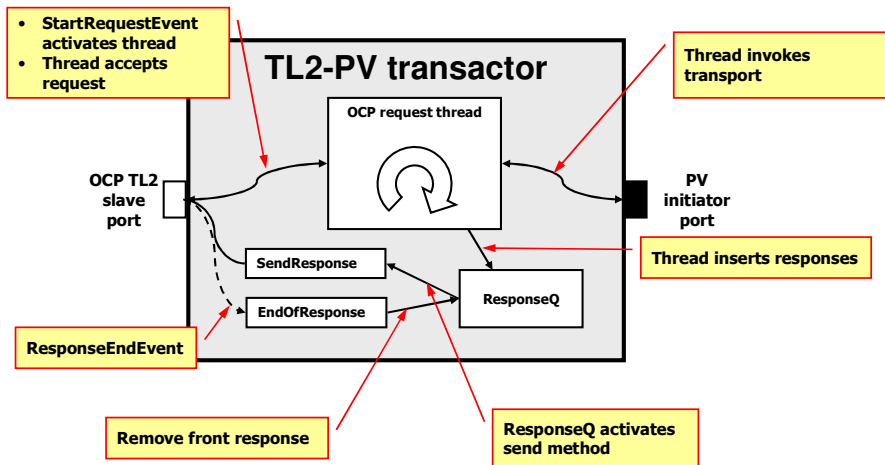 • StartRequestEvent
activates thread
• Thread accepts
request
TL2-PV transactor
Thread invokes
transport
OCP request thread
OCP TL2
slave
port
PV
initiator
port
SendResponse
Thread inserts responses
ResponseQ
EndOfResponse
ResponseEndEvent
Remove front response
ResponseQ activates
send method